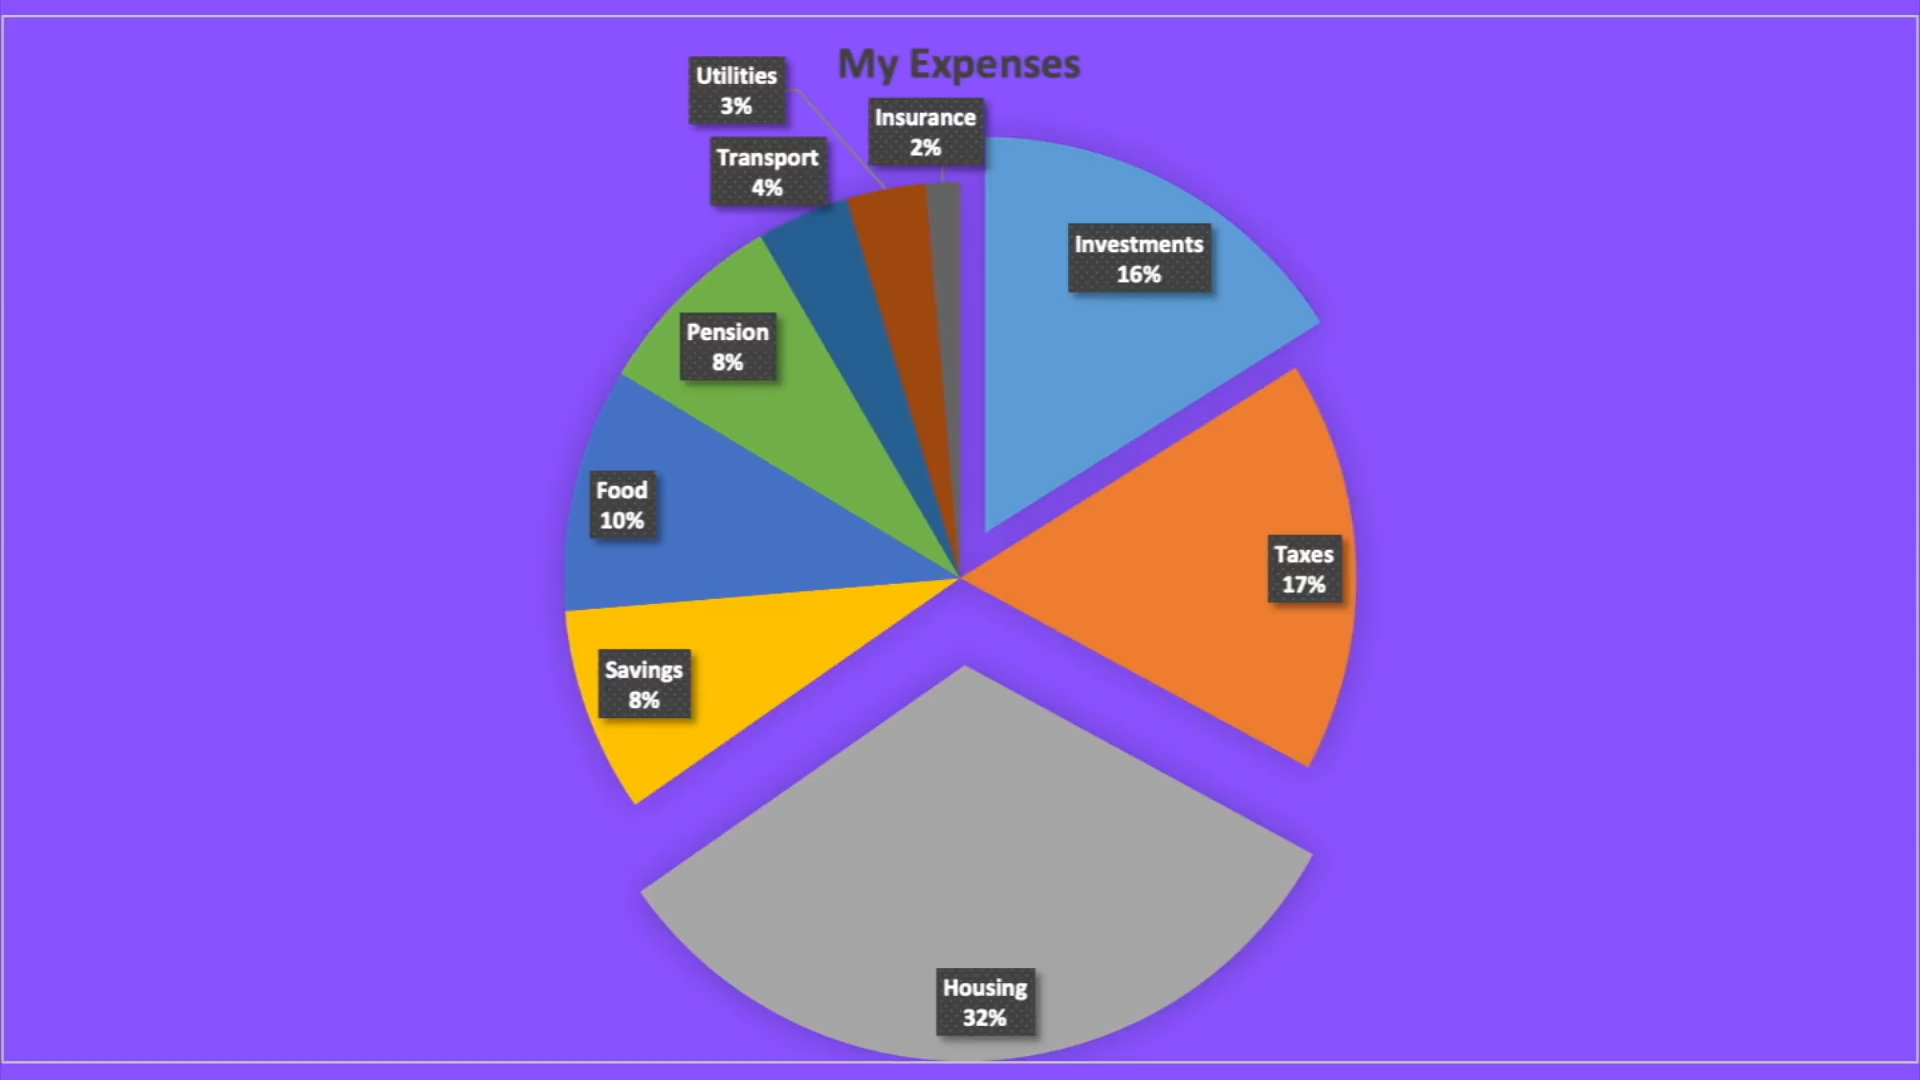 My Expenses
Utilities
3%
Insurance
2%
Transport
4%
Investments
16%
Pension
8%
Food
10%
Taxes
17%
Savings
8%
Housing
32%